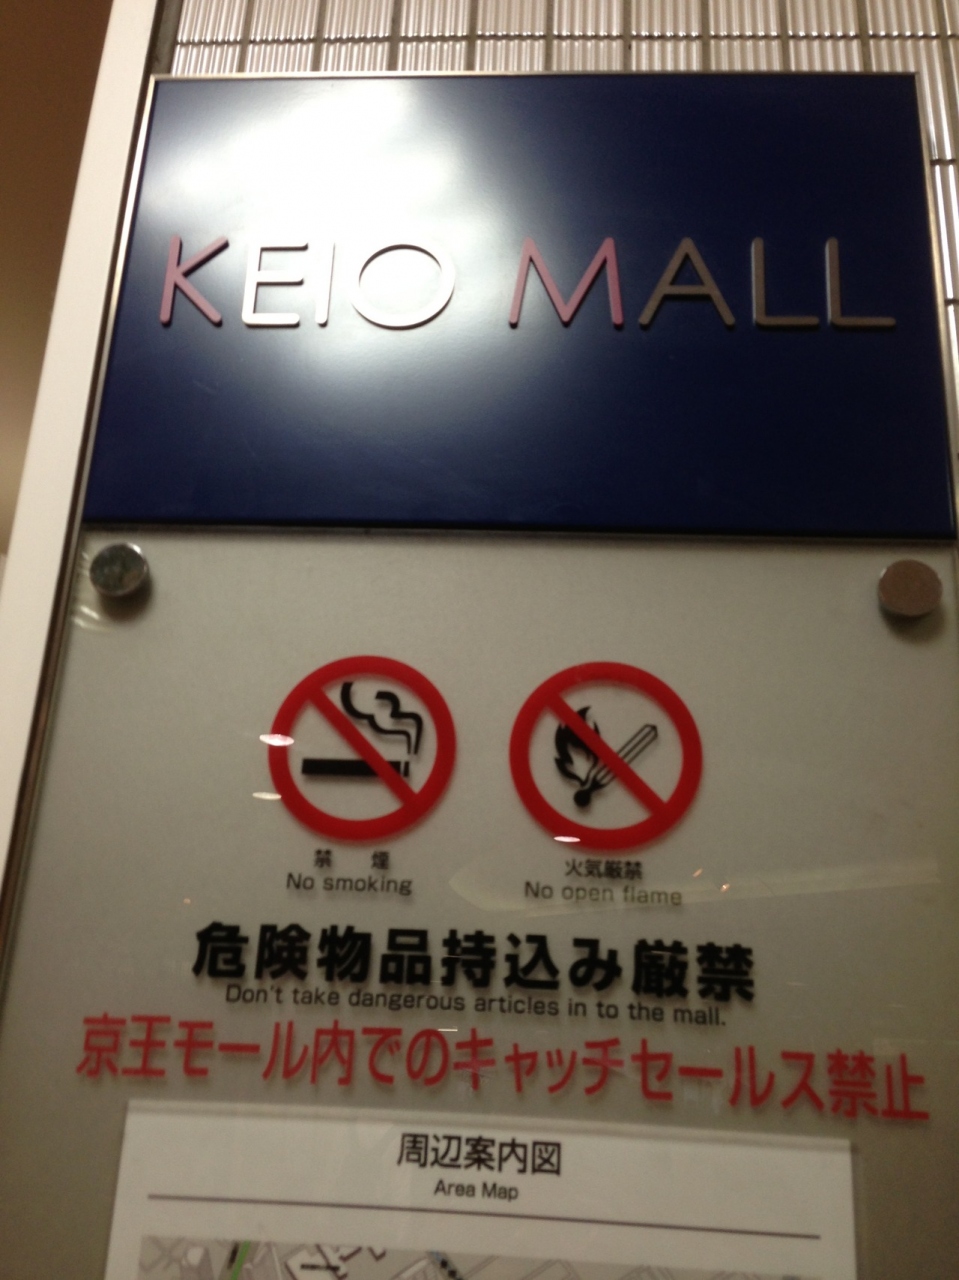 KEIO MALL
禁煙
No smoking
火気厳禁
No open flame
危険物品持込み厳禁
Don't take dangerous articles in to the mall.
京王モール内でのキャッチセールス禁止
周辺案内図
Area Map